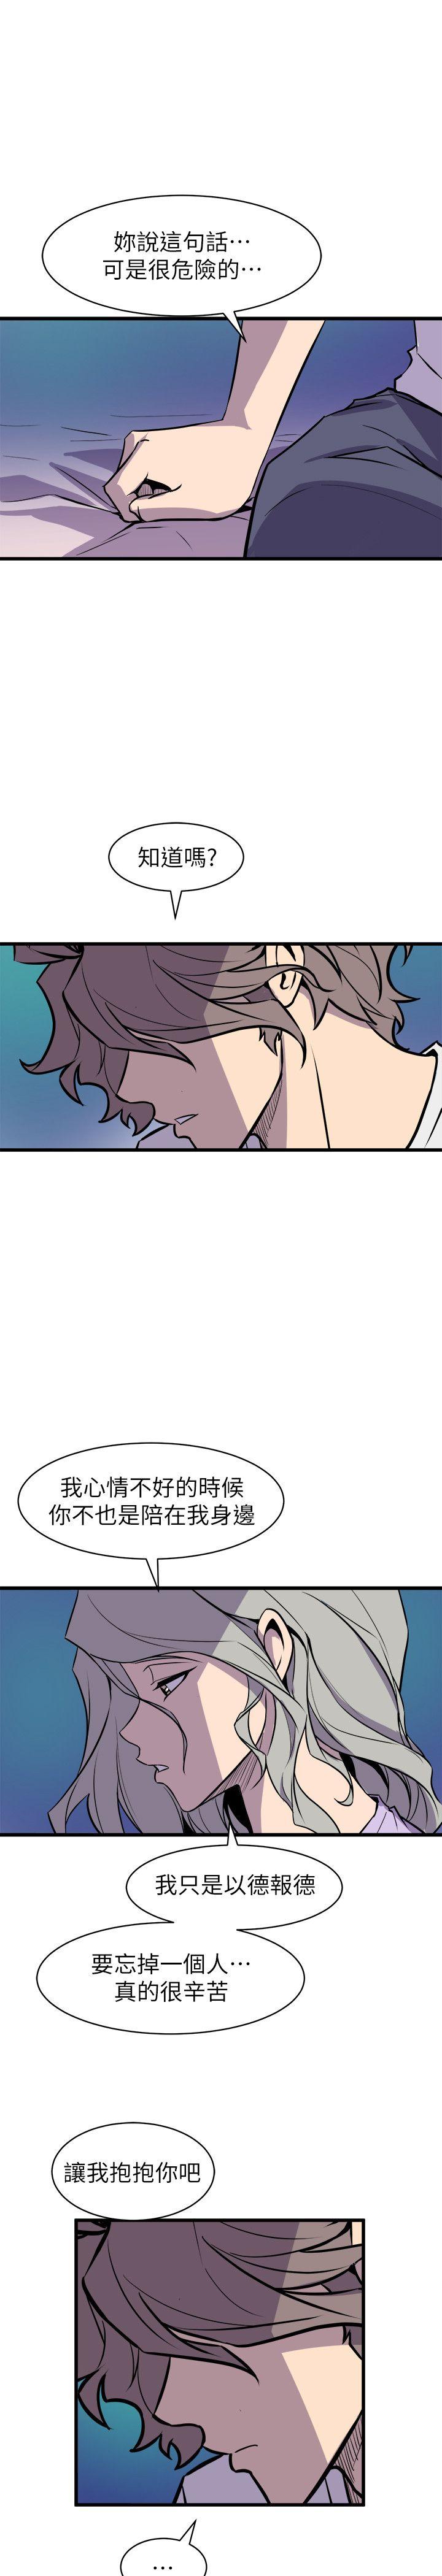 妳說這句話⋯
可是很危險的⋯
知道嗎?
我心情不好的時候
你不也是陪在我身邊
我只是以德報德
要忘掉一個人⋯
真的很辛苦
讓我抱抱你吧
⋯